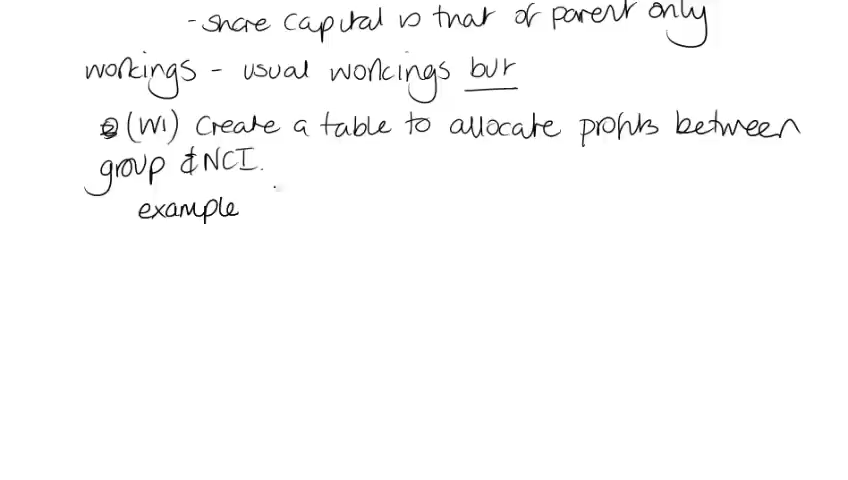 - share capital is that of parent only
workings - usual workings but
(W1) Create a table to allocate profits between
group & NCI.
example